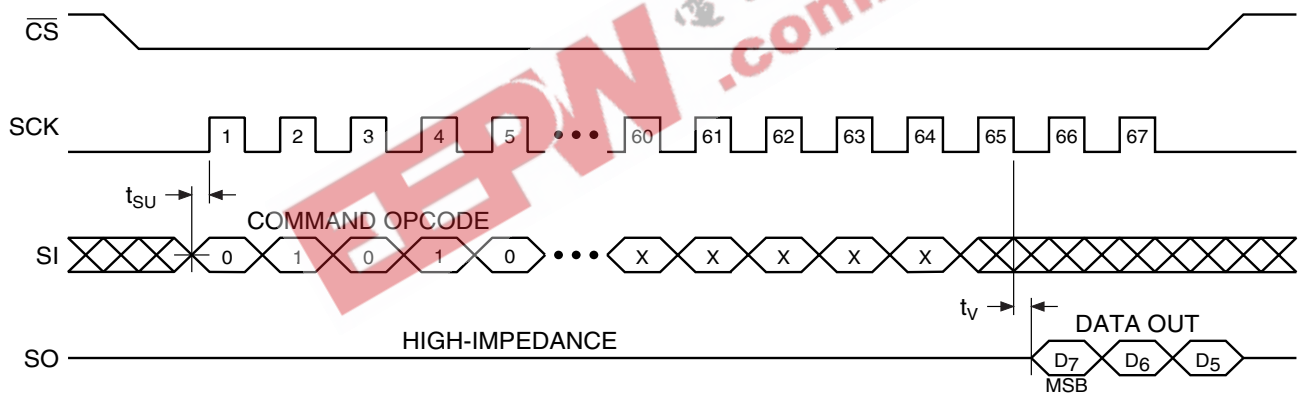 CS
SCK 1 2 3 4 5 ••• 60 61 62 63 64 65 66 67
tSU
COMMAND OPCODE
SI 0 1 0 1 0 ••• X X X X X
tV
HIGH-IMPEDANCE
DATA OUT
SO D7 D6 D5
MSB
EEPW
.com